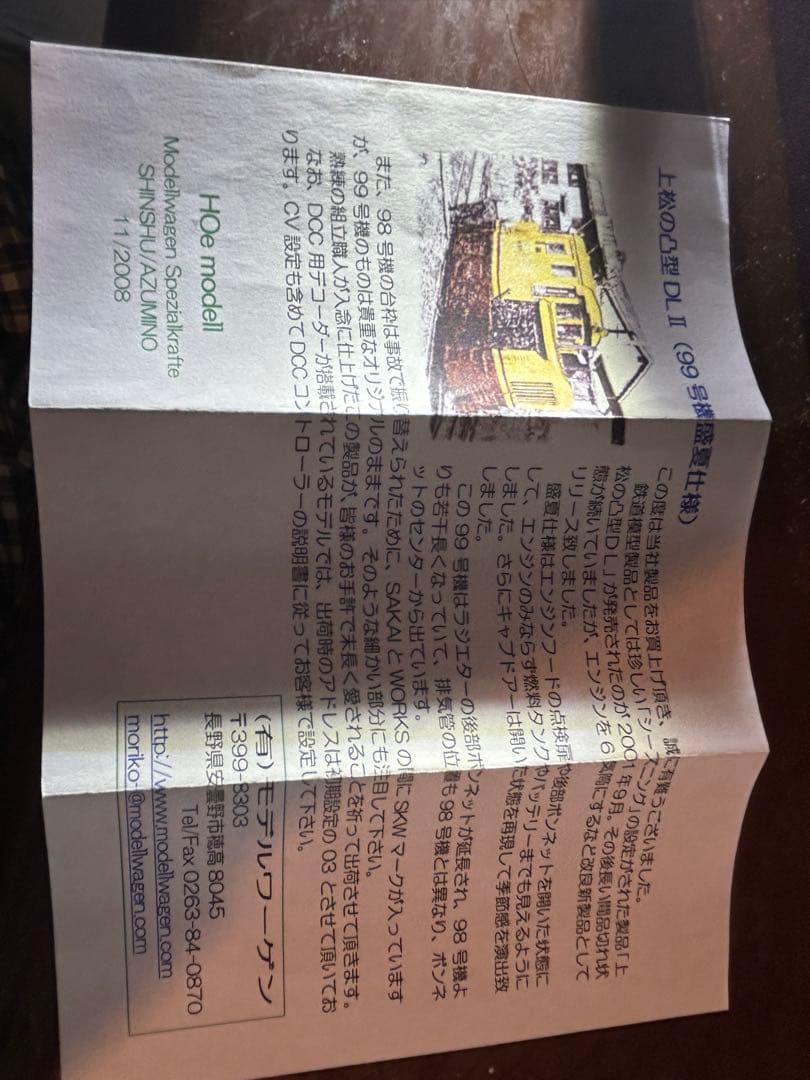 上松の凸型 DL Ⅱ (99 号機盛夏仕様)
この度は当社製品をお買上げ頂き、誠に有難うございました。
鉄道模型製品としては珍しい「シーズニング」の設定がされた製品「上
松の凸型DL」が発売されたのが 2001 年9月。その後長い間品切れ状
態が続いていましたが、エンジンを 6 気筒にするなど改良新製品として
リリース致しました。
盛夏仕様はエンジンフードの点検扉や後部ボンネットを開いた状態に
して、エンジンのみならず燃料タンクやバッテリーまでも見えるように
しました。さらにキャブドアーは開いた状態を再現して季節感を演出致
しました。
この 99 号機はラジエターの後部ボンネットが延長され、98 号機よ
りも若干長くなっていて、排気管の位置も 98 号機とは異なり、ボンネ
ットのセンターから出ています。
また、98 号機の台枠は事故で振り替えられたために、SAKAI と WORKS の間に SKW マークが入っています
が、99 号機のものは貴重なオリジナルのままです。そのような細かい部分にも注目して下さい。
熟練の組立職人が入念に仕上げたこの製品が、皆様のお手許で末長く愛されることを祈って出荷させて頂きます。
なお、DCC 用デコーダーが搭載されているモデルでは、出荷時のアドレスは初期設定の 03 とさせて頂いてお
ります。CV 設定も含めて DCC コントローラーの説明書に従ってお客様で設定して下さい。
HOe modell
Modellwagen Spezialkrafte
SHINSHU/AZUMINO
11/2008
(有) モデルワーゲン
〒399-8303
長野県安曇野市穂高 8045
Tel/Fax 0263-84-0870
http://www.modellwagen.com
moriko-@modellwagen.com